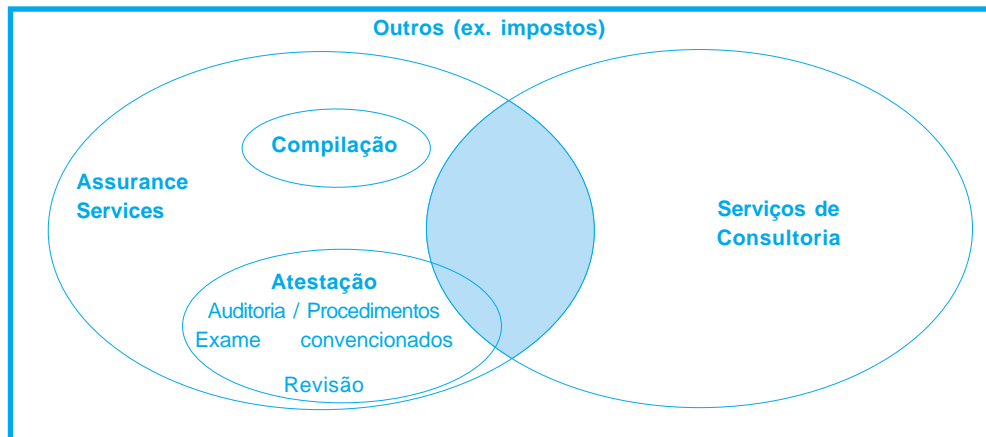 Outros (ex. impostos)
Compilação
Assurance
Services
Serviços de
Consultoria
Atestação
Auditoria / Procedimentos
Exame convencionados
Revisão